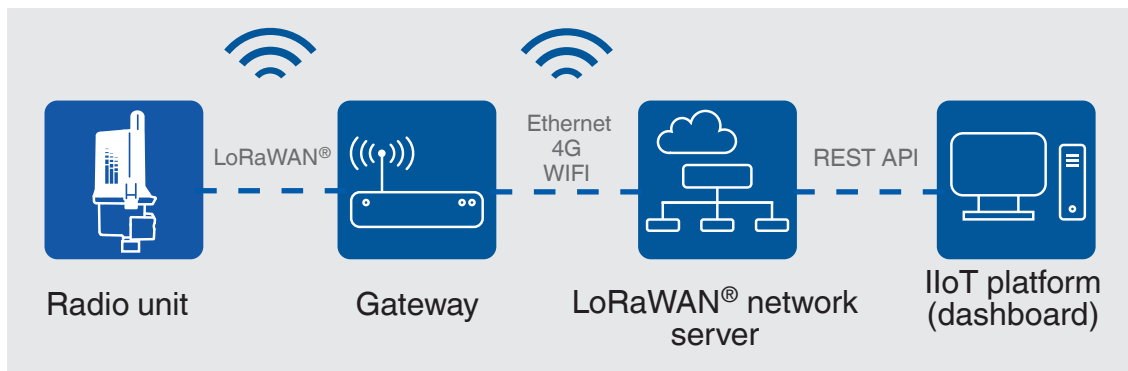 LoRaWAN®
Ethernet
4G
WIFI
REST API
Radio unit
Gateway
LoRaWAN® network
server
IIoT platform
(dashboard)